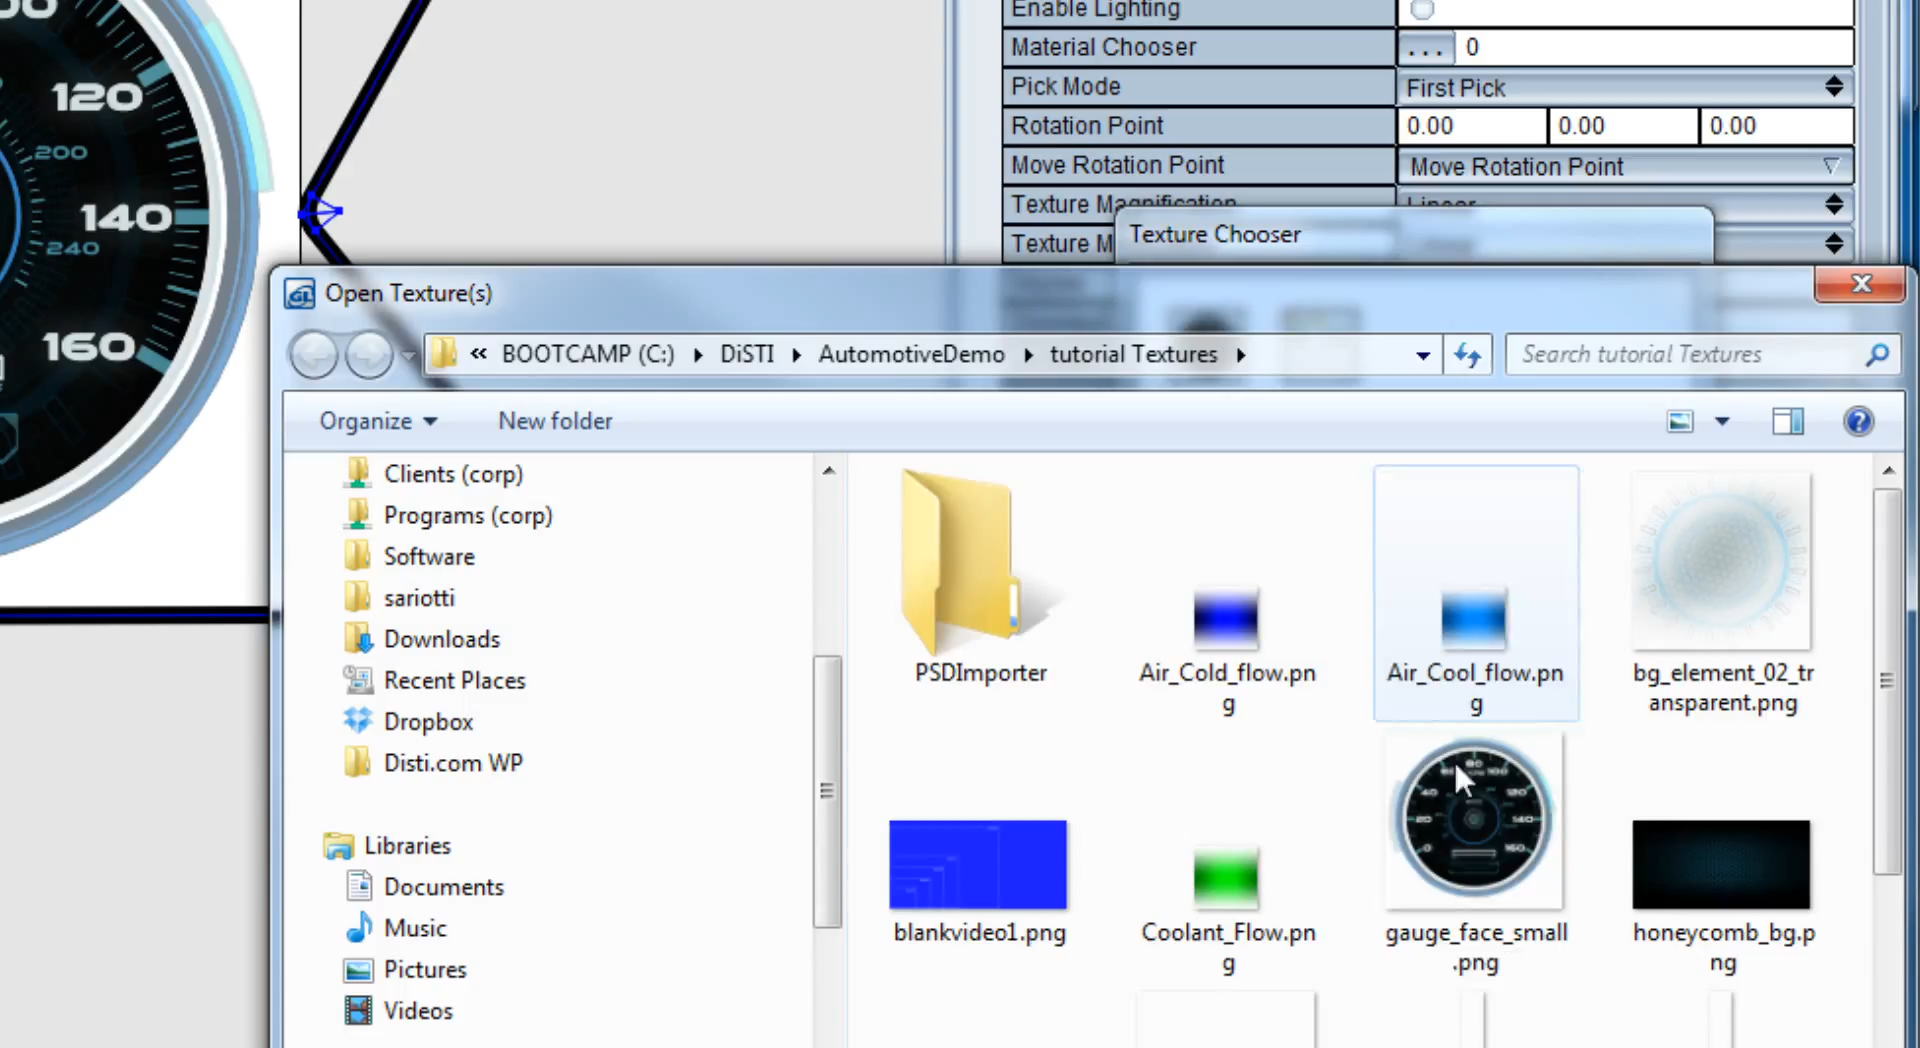 Enable Lighting
Material Chooser
... 0
Pick Mode
First Pick
Rotation Point
0.00 0.00 0.00
Move Rotation Point
Move Rotation Point
Texture Magnification
Linear
Texture M
Texture Chooser
120
200
140
240
160
Open Texture(s)
« BOOTCAMP (C:) DiSTI AutomotiveDemo tutorial Textures
Search tutorial Textures
Organize
New folder
Clients (corp)
Programs (corp)
Software
sariotti
Downloads
Recent Places
Dropbox
Disti.com WP
Libraries
Documents
Music
Pictures
Videos
PSDImporter
Air_Cold_flow.pn
g
Air_Cool_flow.pn
g
bg_element_02_tr
ansparent.png
blankvideo1.png
Coolant_Flow.pn
g
gauge_face_small
.png
honeycomb_bg.p
ng